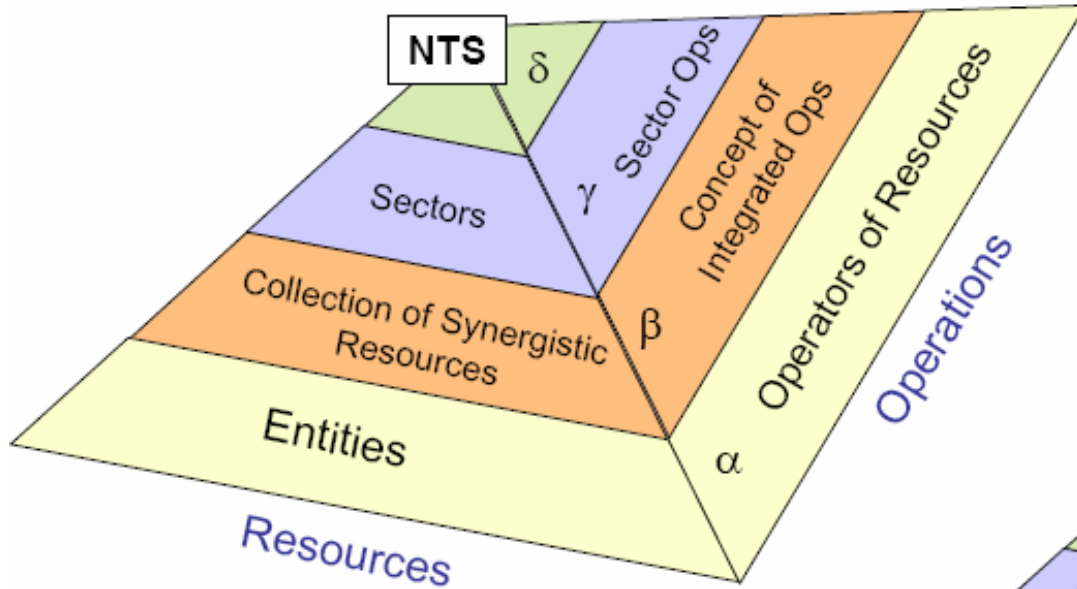 NTS
δ
Sector Ops
γ
Sectors
Concept of
Integrated Ops
β
Collection of Synergistic
Resources
Operators of Resources
α
Entities
Operations
Resources